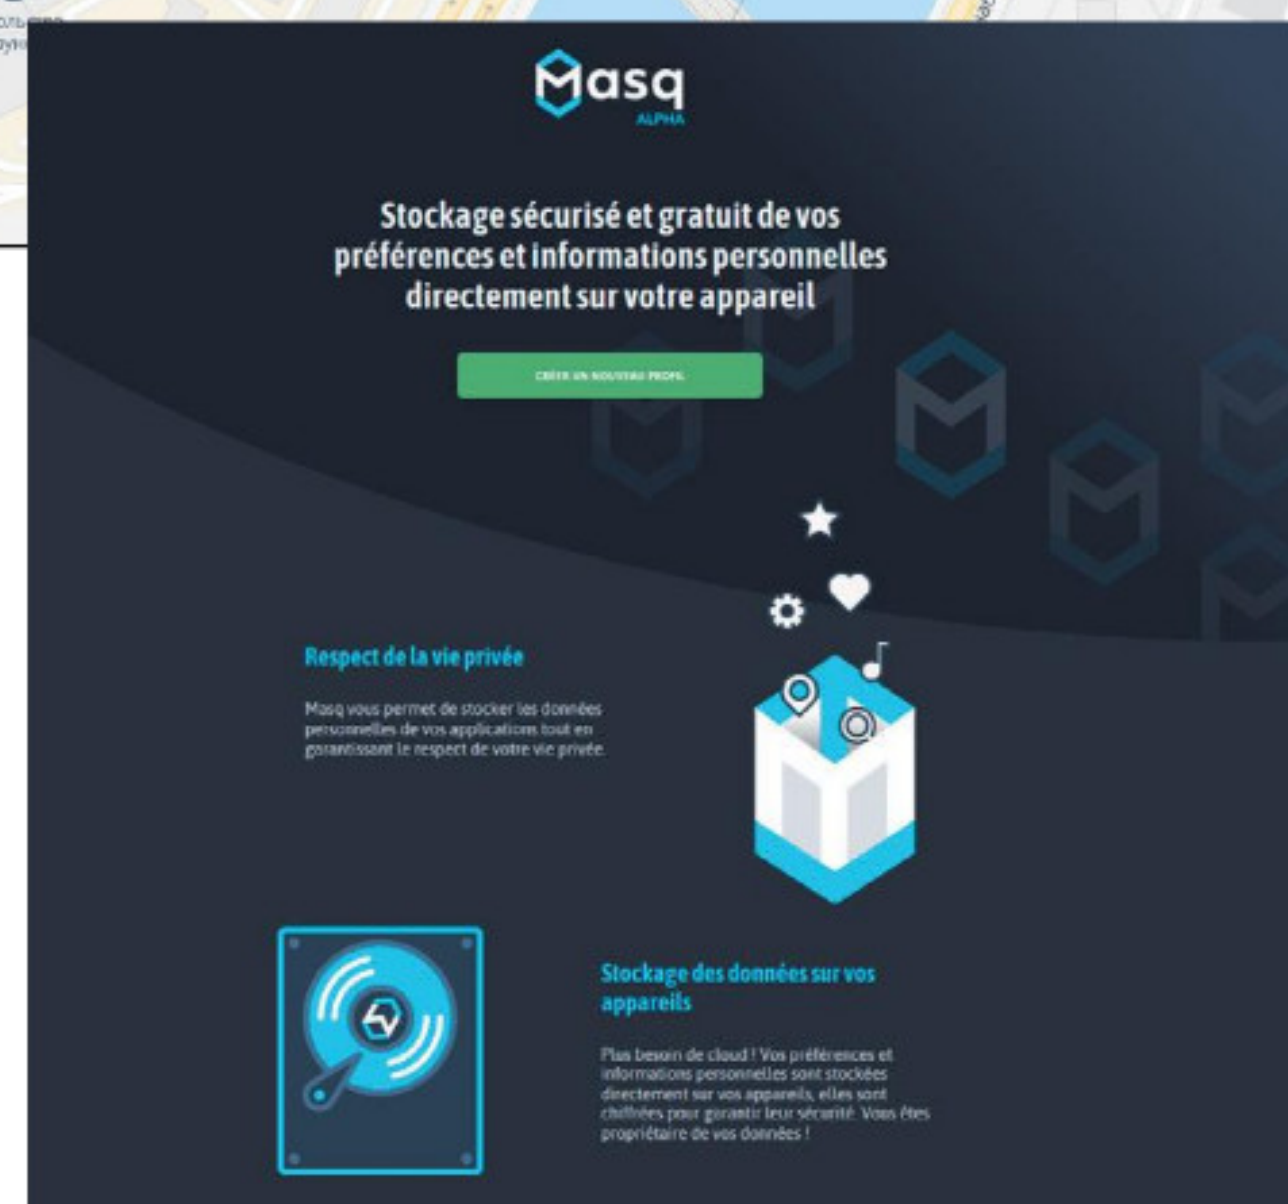 Masq
ALPHA
Stockage sécurisé et gratuit de vos
préférences et informations personnelles
directement sur votre appareil
CRÉER UN NOUVEAU PROFIL
Respect de la vie privée
Masq vous permet de stocker les données
personnelles de vos applications tout en
garantissant le respect de votre vie privée.
Stockage des données sur vos
appareils
Plus besoin de cloud ! Vos préférences et
informations personnelles sont stockées
directement sur vos appareils, elles sont
chiffrées pour garantir leur sécurité. Vous êtes
propriétaire de vos données !